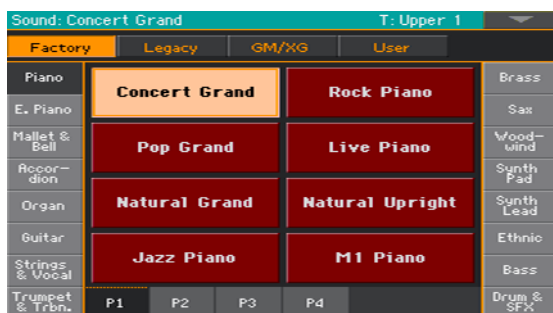 Sound: Concert Grand T: Upper 1
Factory Legacy GM/XG User
Piano
E. Piano
Mallet &
Bell
Accor-
dion
Organ
Guitar
Strings
& Vocal
Trumpet
& Trbn.
Concert Grand Rock Piano
Pop Grand Live Piano
Natural Grand Natural Upright
Jazz Piano M1 Piano
P1 P2 P3 P4
Brass
Sax
Wood-
wind
Synth
Pad
Synth
Lead
Ethnic
Bass
Drum &
SFX